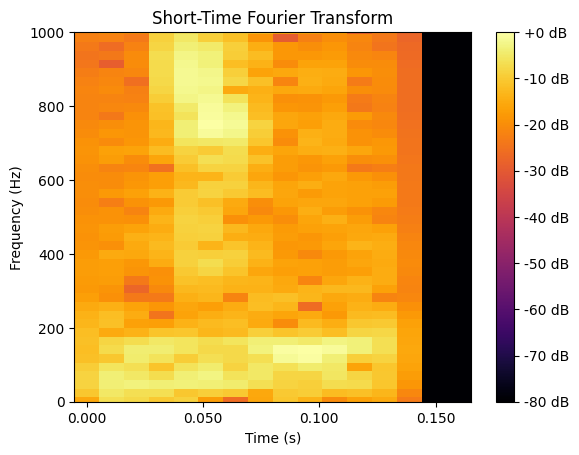 Short-Time Fourier Transform
Frequency (Hz)
1000
800
600
400
200
0
0.000 0.050 0.100 0.150
Time (s)
+0 dB
-10 dB
-20 dB
-30 dB
-40 dB
-50 dB
-60 dB
-70 dB
-80 dB